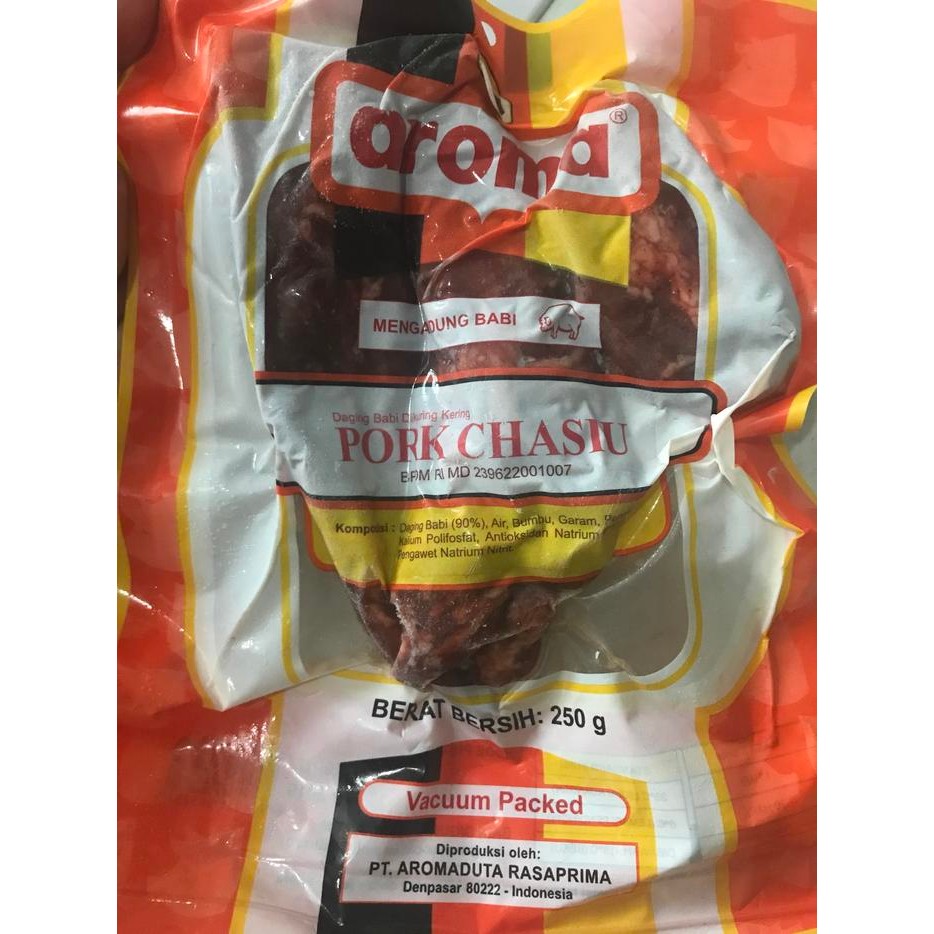 aroma®
MENGANDUNG BABI
Daging Babi Dikuring Kering
PORK CHASIU
BPOM RI MD 239622001007
Komposisi : Daging Babi (90%), Air, Bumbu, Garam,
Kalium Polifosfat, Antioksidan Natrium
Pengawet Natrium Nitrit.
BERAT BERSIH: 250 g
Vacuum Packed
Diproduksi oleh:
PT. AROMADUTA RASAPRIMA
Denpasar 80222 - Indonesia